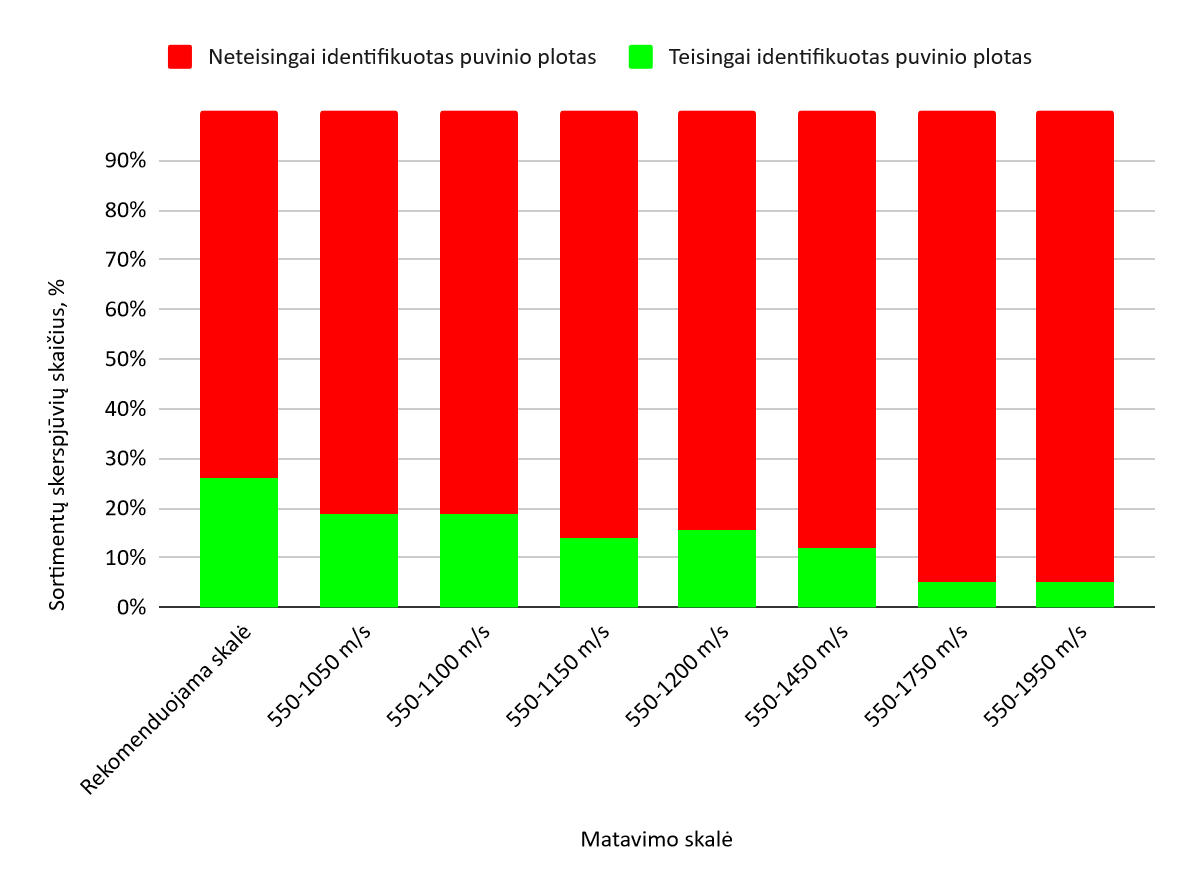 Neteisingai identifikuotas puvinio plotas
Teisingai identifikuotas puvinio plotas
Sortimentų skerspjūvių skaičius, %
90%
80%
70%
60%
50%
40%
30%
20%
10%
0%
Rekomenduojama skalė
550-1050 m/s
550-1100 m/s
550-1150 m/s
550-1200 m/s
550-1450 m/s
550-1750 m/s
550-1950 m/s
Matavimo skalė